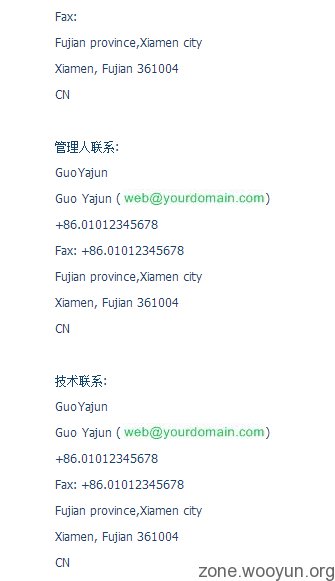 Fax:
Fujian province,Xiamen city
Xiamen, Fujian 361004
CN
管理人联系:
GuoYajun
Guo Yajun ( web@yourdomain.com)
+86.01012345678
Fax: +86.01012345678
Fujian province,Xiamen city
Xiamen, Fujian 361004
CN
技术联系:
GuoYajun
Guo Yajun ( web@yourdomain.com)
+86.01012345678
Fax: +86.01012345678
Fujian province,Xiamen city
Xiamen, Fujian 361004
CN
zone.wooyun.org